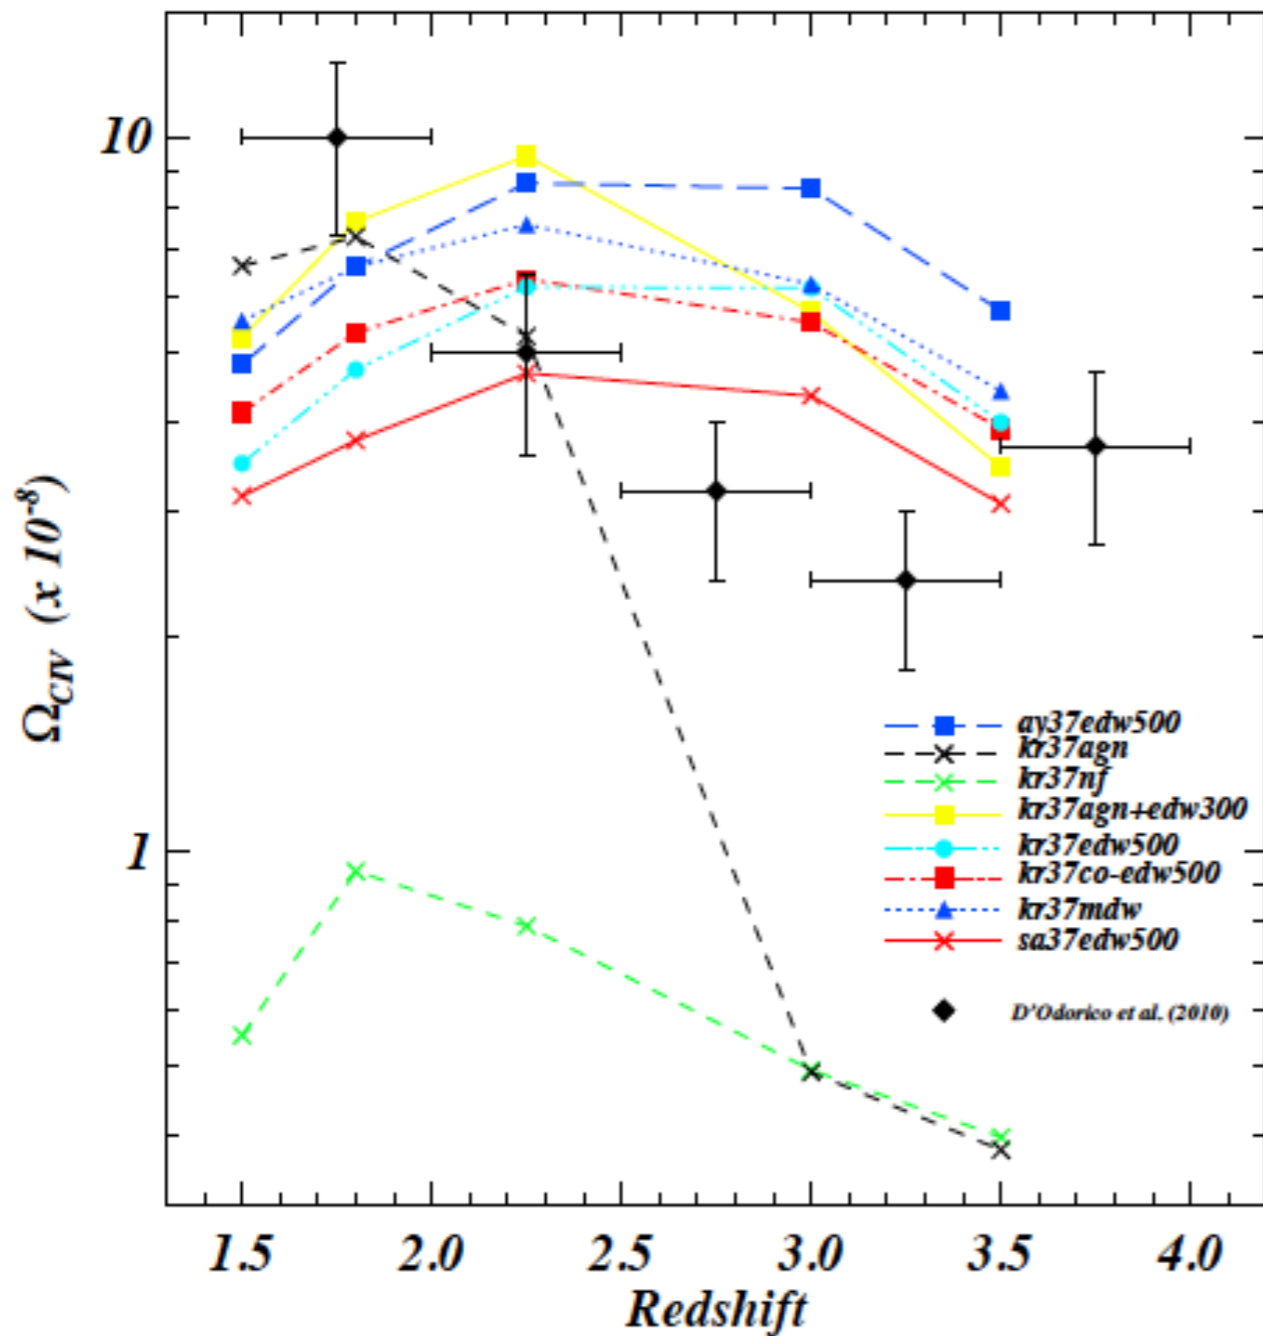 10
1
Ω_CIV (x 10^-8)
1.5 2.0 2.5 3.0 3.5 4.0
Redshift
ay37edw500
kr37agn
kr37nf
kr37agn+edw300
kr37edw500
kr37co-edw500
kr37mdw
sa37edw500
D'Odorico et al. (2010)